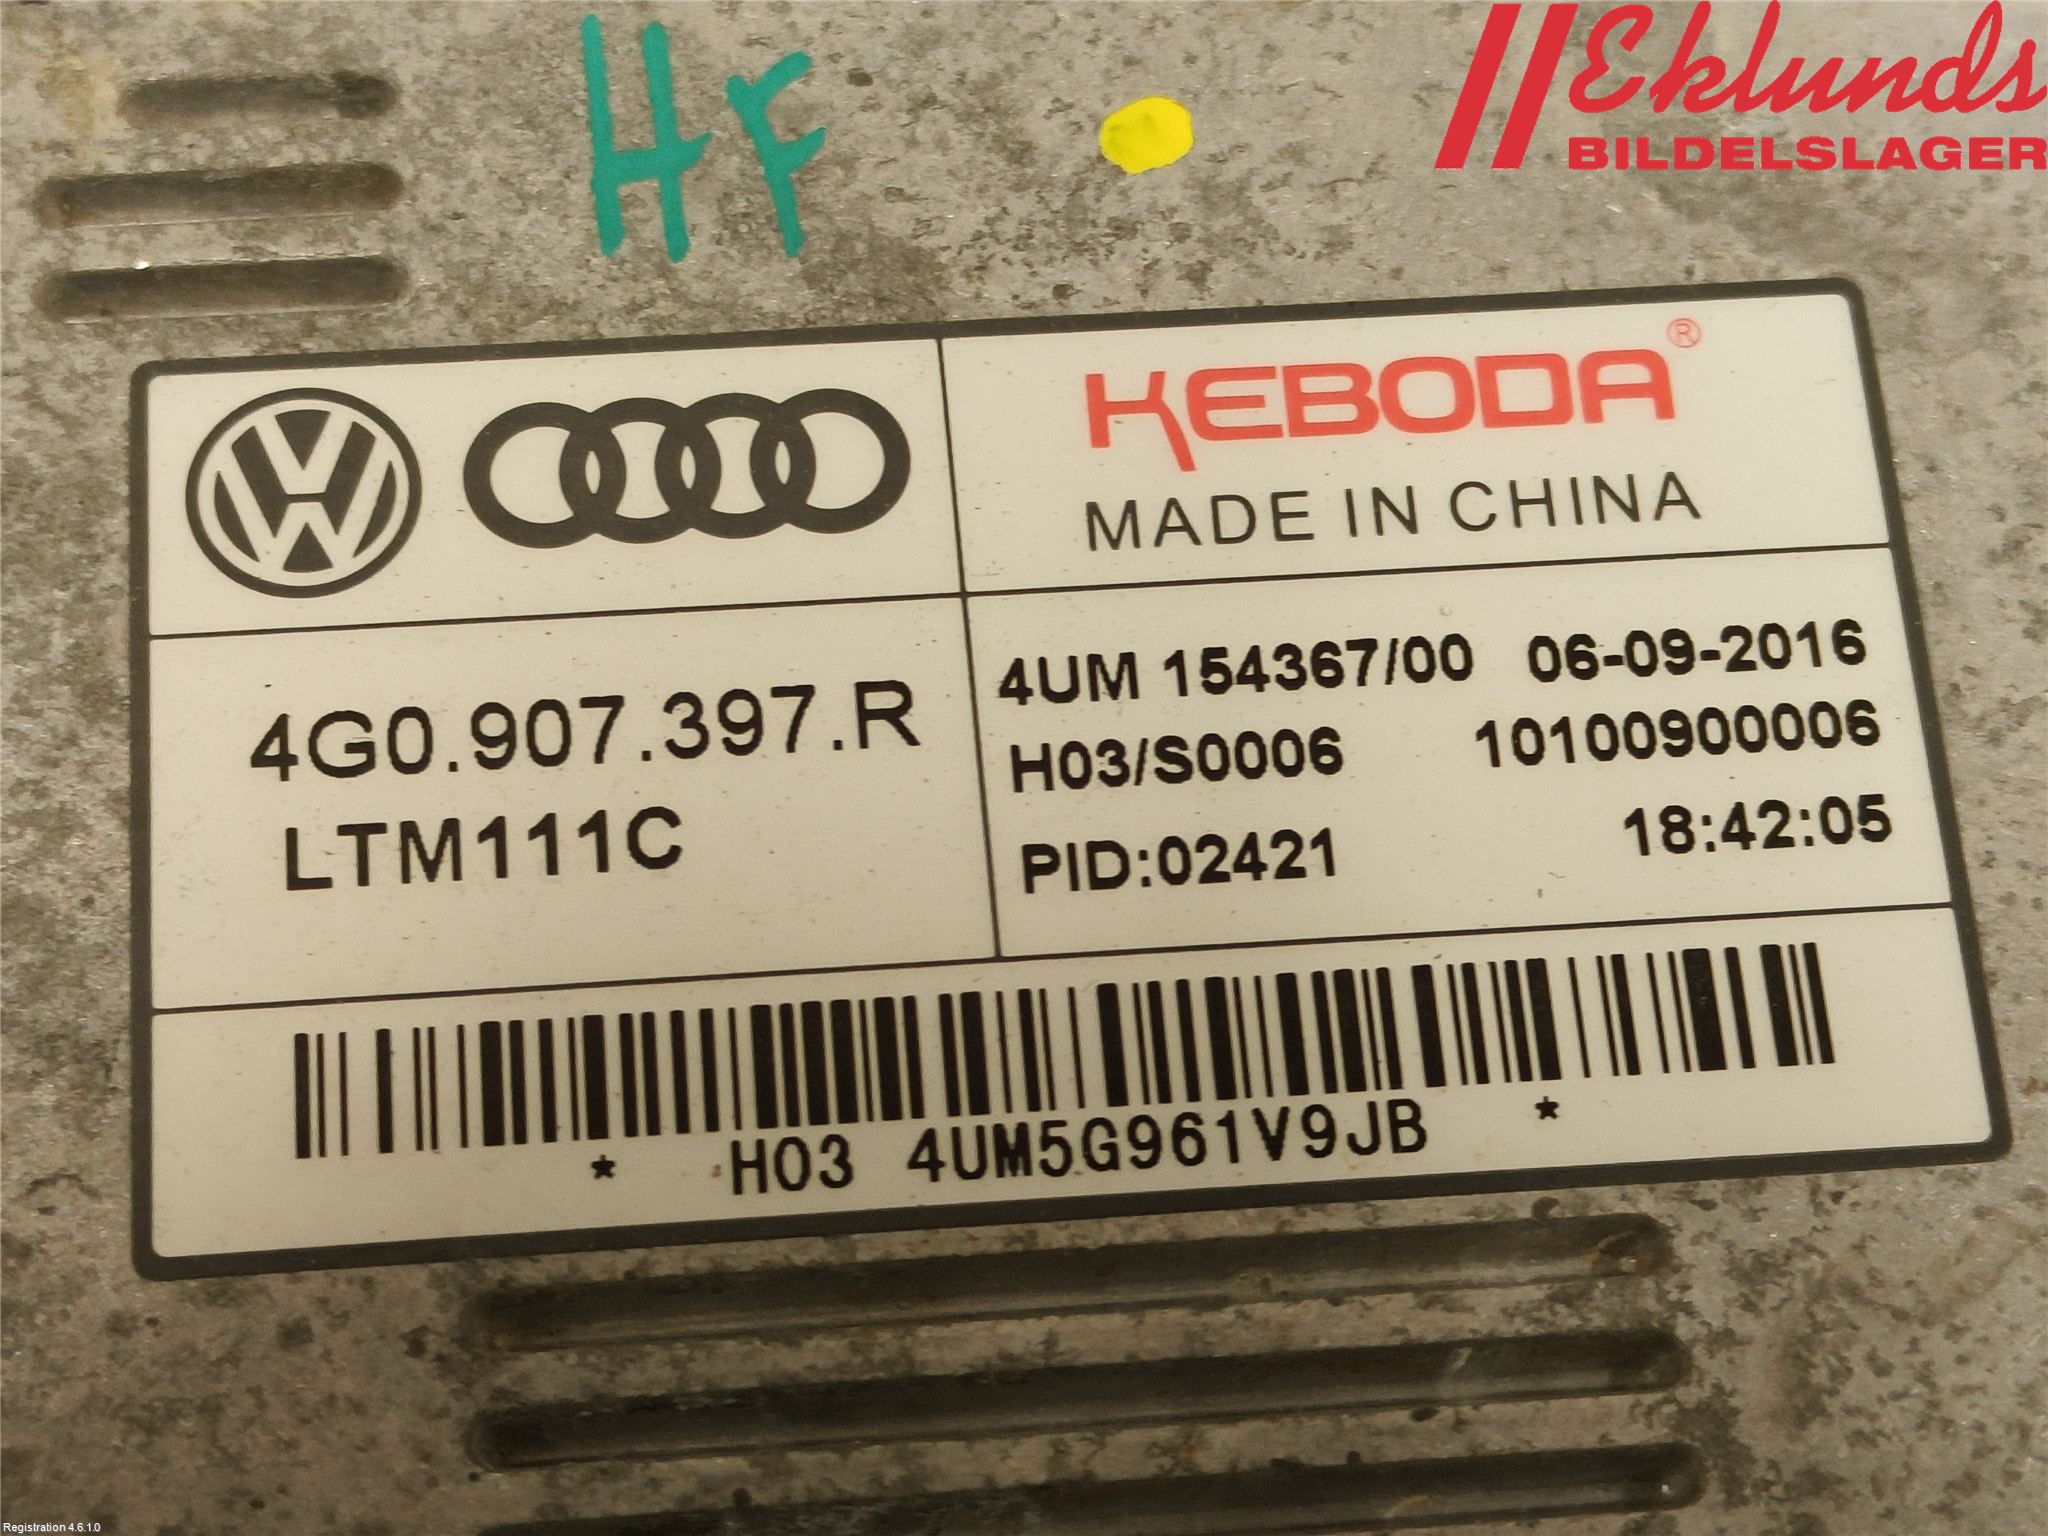 HF
Eklunds
BILDELSLAGER
KEBODA®
MADE IN CHINA
4G0.907.397.R
LTM111C
4UM 154367/00 06-09-2016
H03/S0006 10100900006
PID:02421 18:42:05
* H03 4UM5G961V9JB *
Registration 4.6.1.0